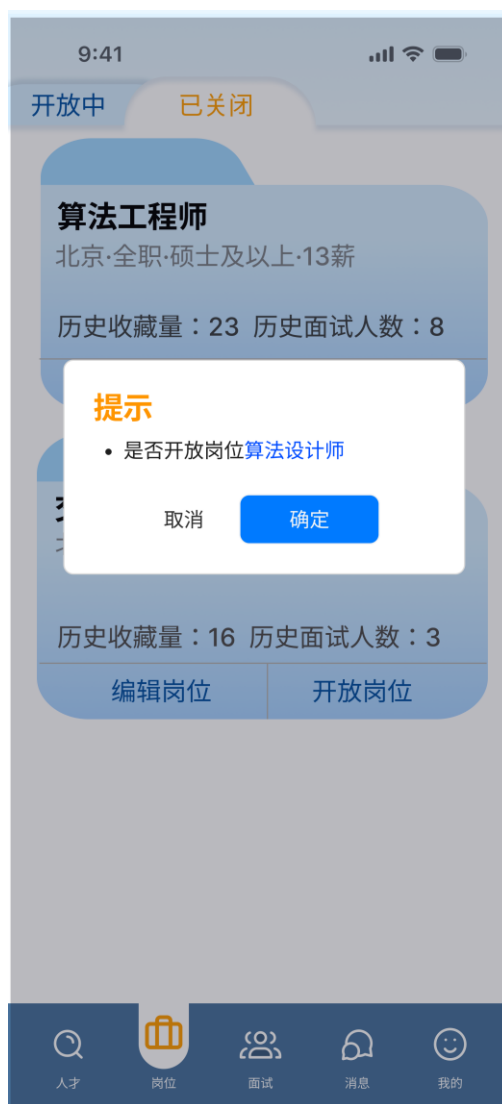 9:41
开放中 已关闭
算法工程师
北京·全职·硕士及以上·13薪
历史收藏量：23 历史面试人数：8
提示
• 是否开放岗位算法设计师
取消 确定
历史收藏量：16 历史面试人数：3
编辑岗位 开放岗位
人才 岗位 面试 消息 我的